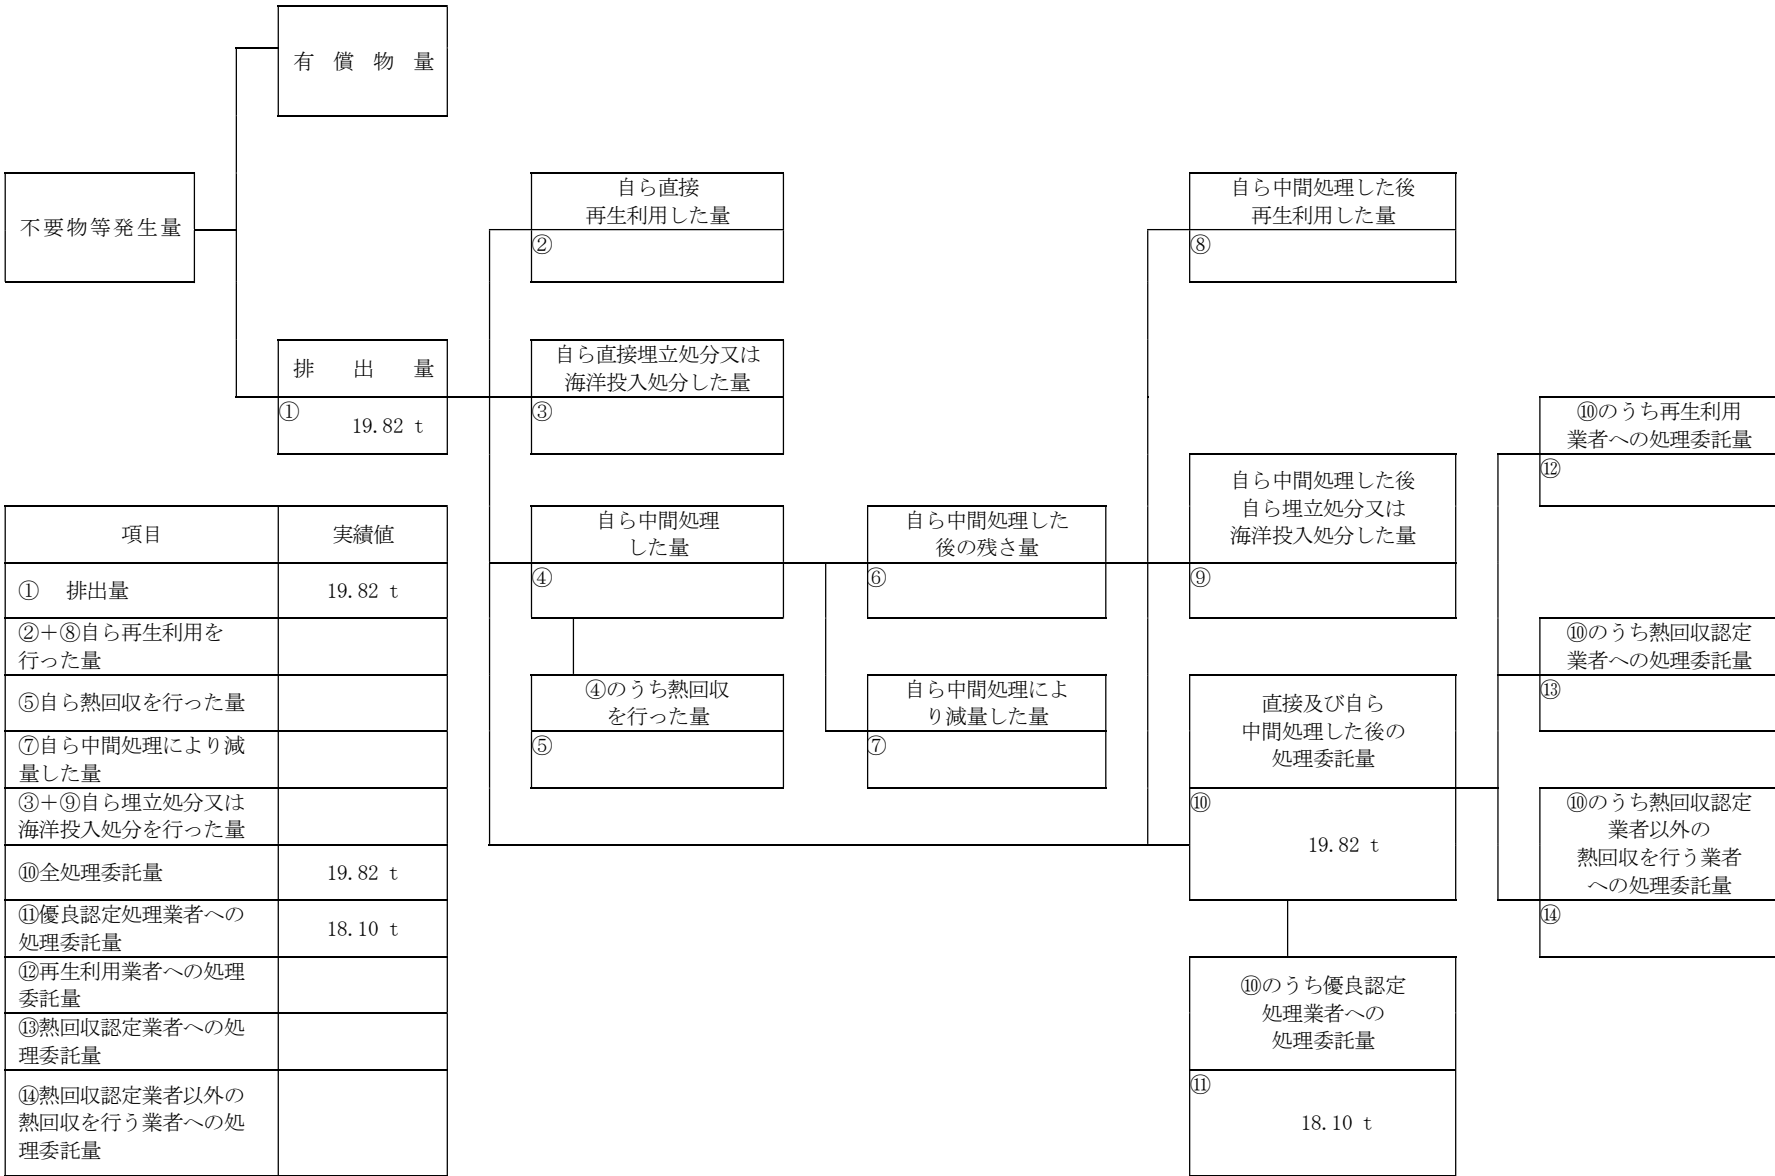 有償物量
不要物等発生量
自ら直接
再生利用した量
②
自ら中間処理した後
再生利用した量
⑧
排出量
① 19.82 t
自ら直接埋立処分又は
海洋投入処分した量
③
⑩のうち再生利用
業者への処理委託量
⑫
自ら中間処理
した量
④
自ら中間処理した
後の残さ量
⑥
自ら中間処理した後
自ら埋立処分又は
海洋投入処分した量
⑨
⑩のうち熱回収認定
業者への処理委託量
⑬
④のうち熱回収
を行った量
⑤
自ら中間処理によ
り減量した量
⑦
直接及び自ら
中間処理した後の
処理委託量
⑩
19.82 t
⑩のうち熱回収認定
業者以外の
熱回収を行う業者
への処理委託量
⑭
⑩のうち優良認定
処理業者への
処理委託量
⑪
18.10 t
項目 実績値
① 排出量 19.82 t
②+⑧自ら再生利用を
行った量
⑤自ら熱回収を行った量
⑦自ら中間処理により減
量した量
③+⑨自ら埋立処分又は
海洋投入処分を行った量
⑩全処理委託量 19.82 t
⑪優良認定処理業者への
処理委託量 18.10 t
⑫再生利用業者への処理
委託量
⑬熱回収認定業者への処
理委託量
⑭熱回収認定業者以外の
熱回収を行う業者への処
理委託量